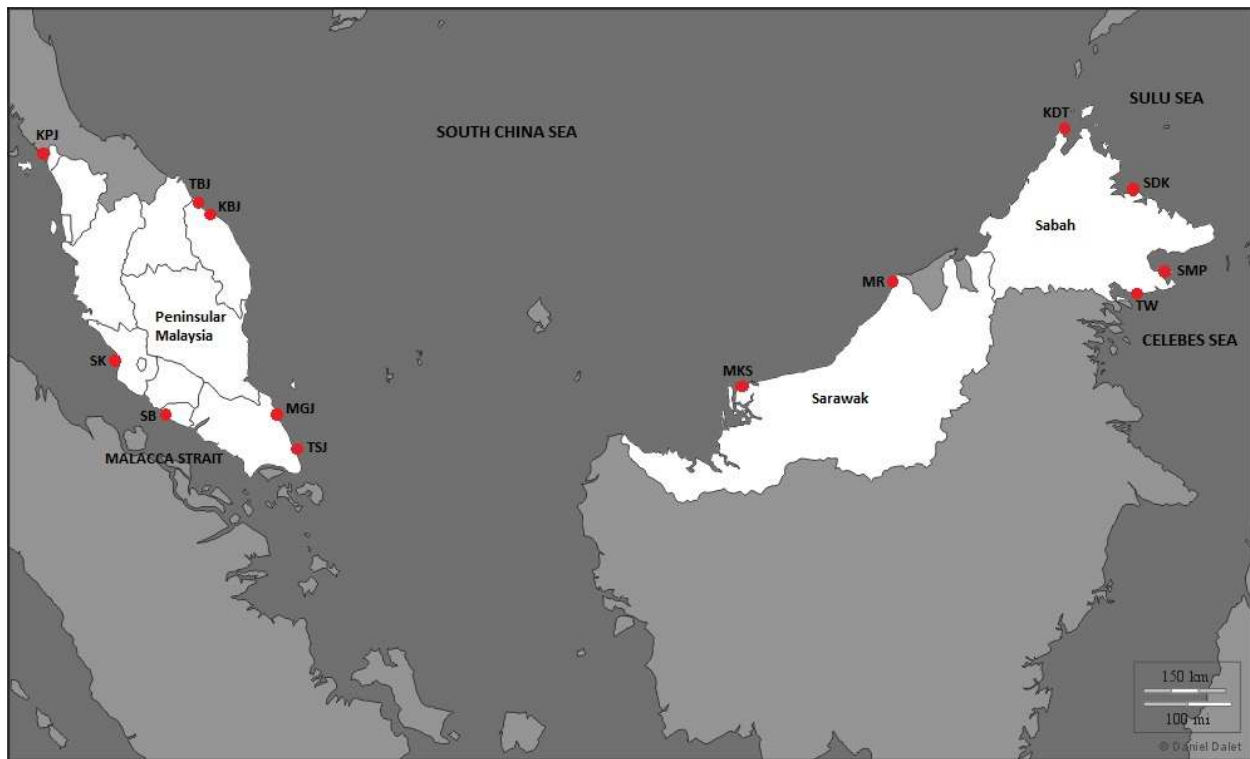 SULU SEA
KDT
SOUTH CHINA SEA
KPJ
SDK
TBJ
KBJ
Sabah
SMP
MR
TW
Peninsular
Malaysia
CELEBES SEA
SK
MKS
Sarawak
MGJ
SB
TSJ
MALACCA STRAIT
150 km
100 mi
© Daniel Dalet